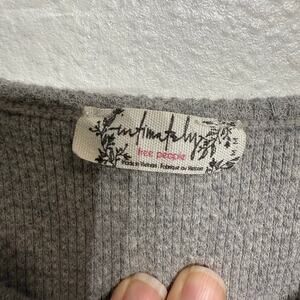 intimately
free people
Made in Vietnam. Fabriqué au Vietnam
M M